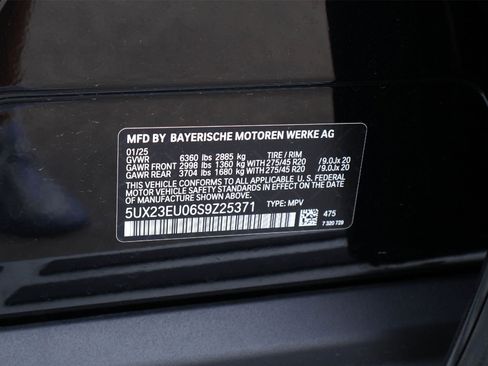 MFD BY BAYERISCHE MOTOREN WERKE AG
01/25 TIRE / RIM
GVWR 6360 lbs 2885 kg
GAWR FRONT 2998 lbs 1360 kg WITH 275/45 R20 /9.0Jx 20
GAWR REAR 3704 lbs 1680 kg WITH 275/45 R20 /9.0Jx 20
THIS VEHICLE CONFORMS TO ALL APPLICABLE
U.S. FEDERAL MOTOR VEHICLE SAFETY STANDARDS IN
EFFECT ON THE DATE OF MANUFACTURE SHOWN ABOVE.
5UX23EU06S9Z25371 TYPE: MPV
475
7 320 729